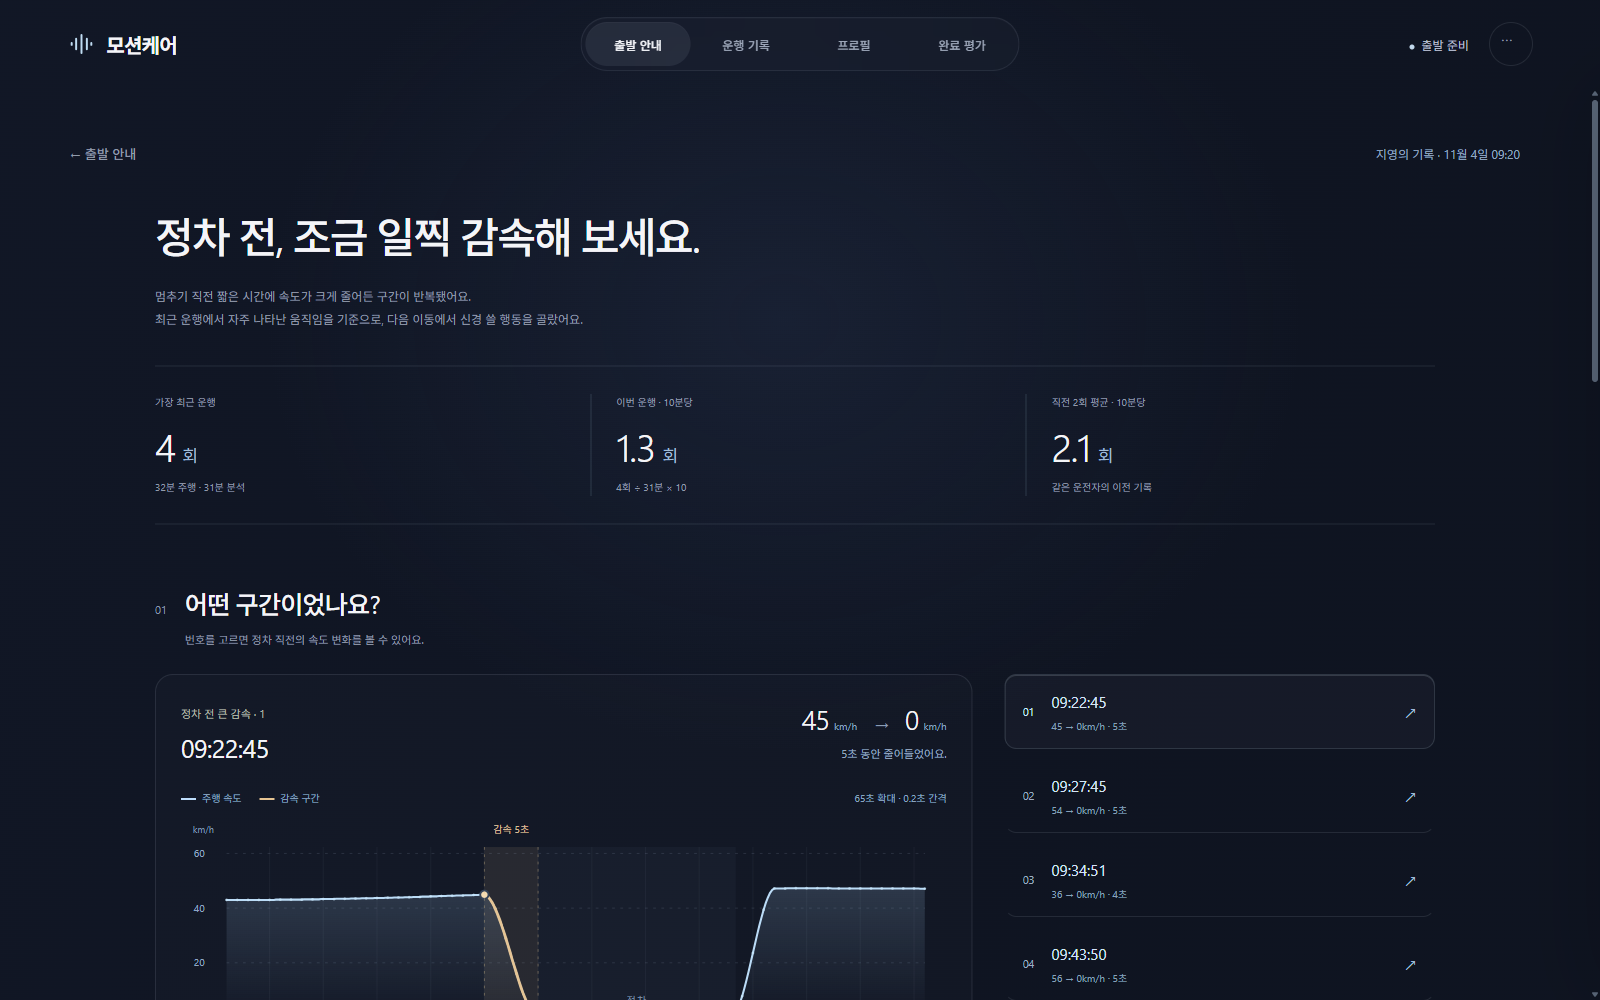 모션케어
출발 안내
운행 기록
프로필
완료 평가
● 출발 준비
...
← 출발 안내
지영의 기록 · 11월 4일 09:20
정차 전, 조금 일찍 감속해 보세요.
멈추기 직전 짧은 시간에 속도가 크게 줄어든 구간이 반복됐어요.
최근 운행에서 자주 나타난 움직임을 기준으로, 다음 이동에서 신경 쓸 행동을 골랐어요.
가장 최근 운행
4 회
32분 주행 · 31분 분석
이번 운행 · 10분당
1.3 회
4회 ÷ 31분 × 10
직전 2회 평균 · 10분당
2.1 회
같은 운전자의 이전 기록
01 어떤 구간이었나요?
번호를 고르면 정차 직전의 속도 변화를 볼 수 있어요.
정차 전 큰 감속 · 1
09:22:45
45 km/h → 0 km/h
5초 동안 줄어들었어요.
주행 속도
감속 구간
65초 확대 · 0.2초 간격
km/h
감속 5초
60
40
20
정차
01 09:22:45 ↗
45 → 0km/h · 5초
02 09:27:45 ↗
54 → 0km/h · 5초
03 09:34:51 ↗
36 → 0km/h · 4초
04 09:43:50 ↗
56 → 0km/h · 5초